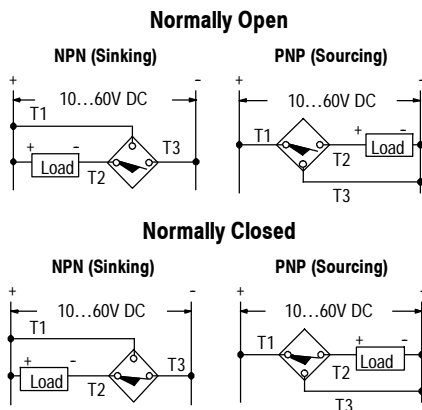 Normally Open
NPN (Sinking) PNP (Sourcing)
+ - + -
10...60V DC 10...60V DC
T1 T3 T1 + -
+ - T2 Load
Load T2 T3
Normally Closed
NPN (Sinking) PNP (Sourcing)
+ - + -
10...60V DC 10...60V DC
T1 T3 T1 + -
+ - T2 Load
Load T2 T3